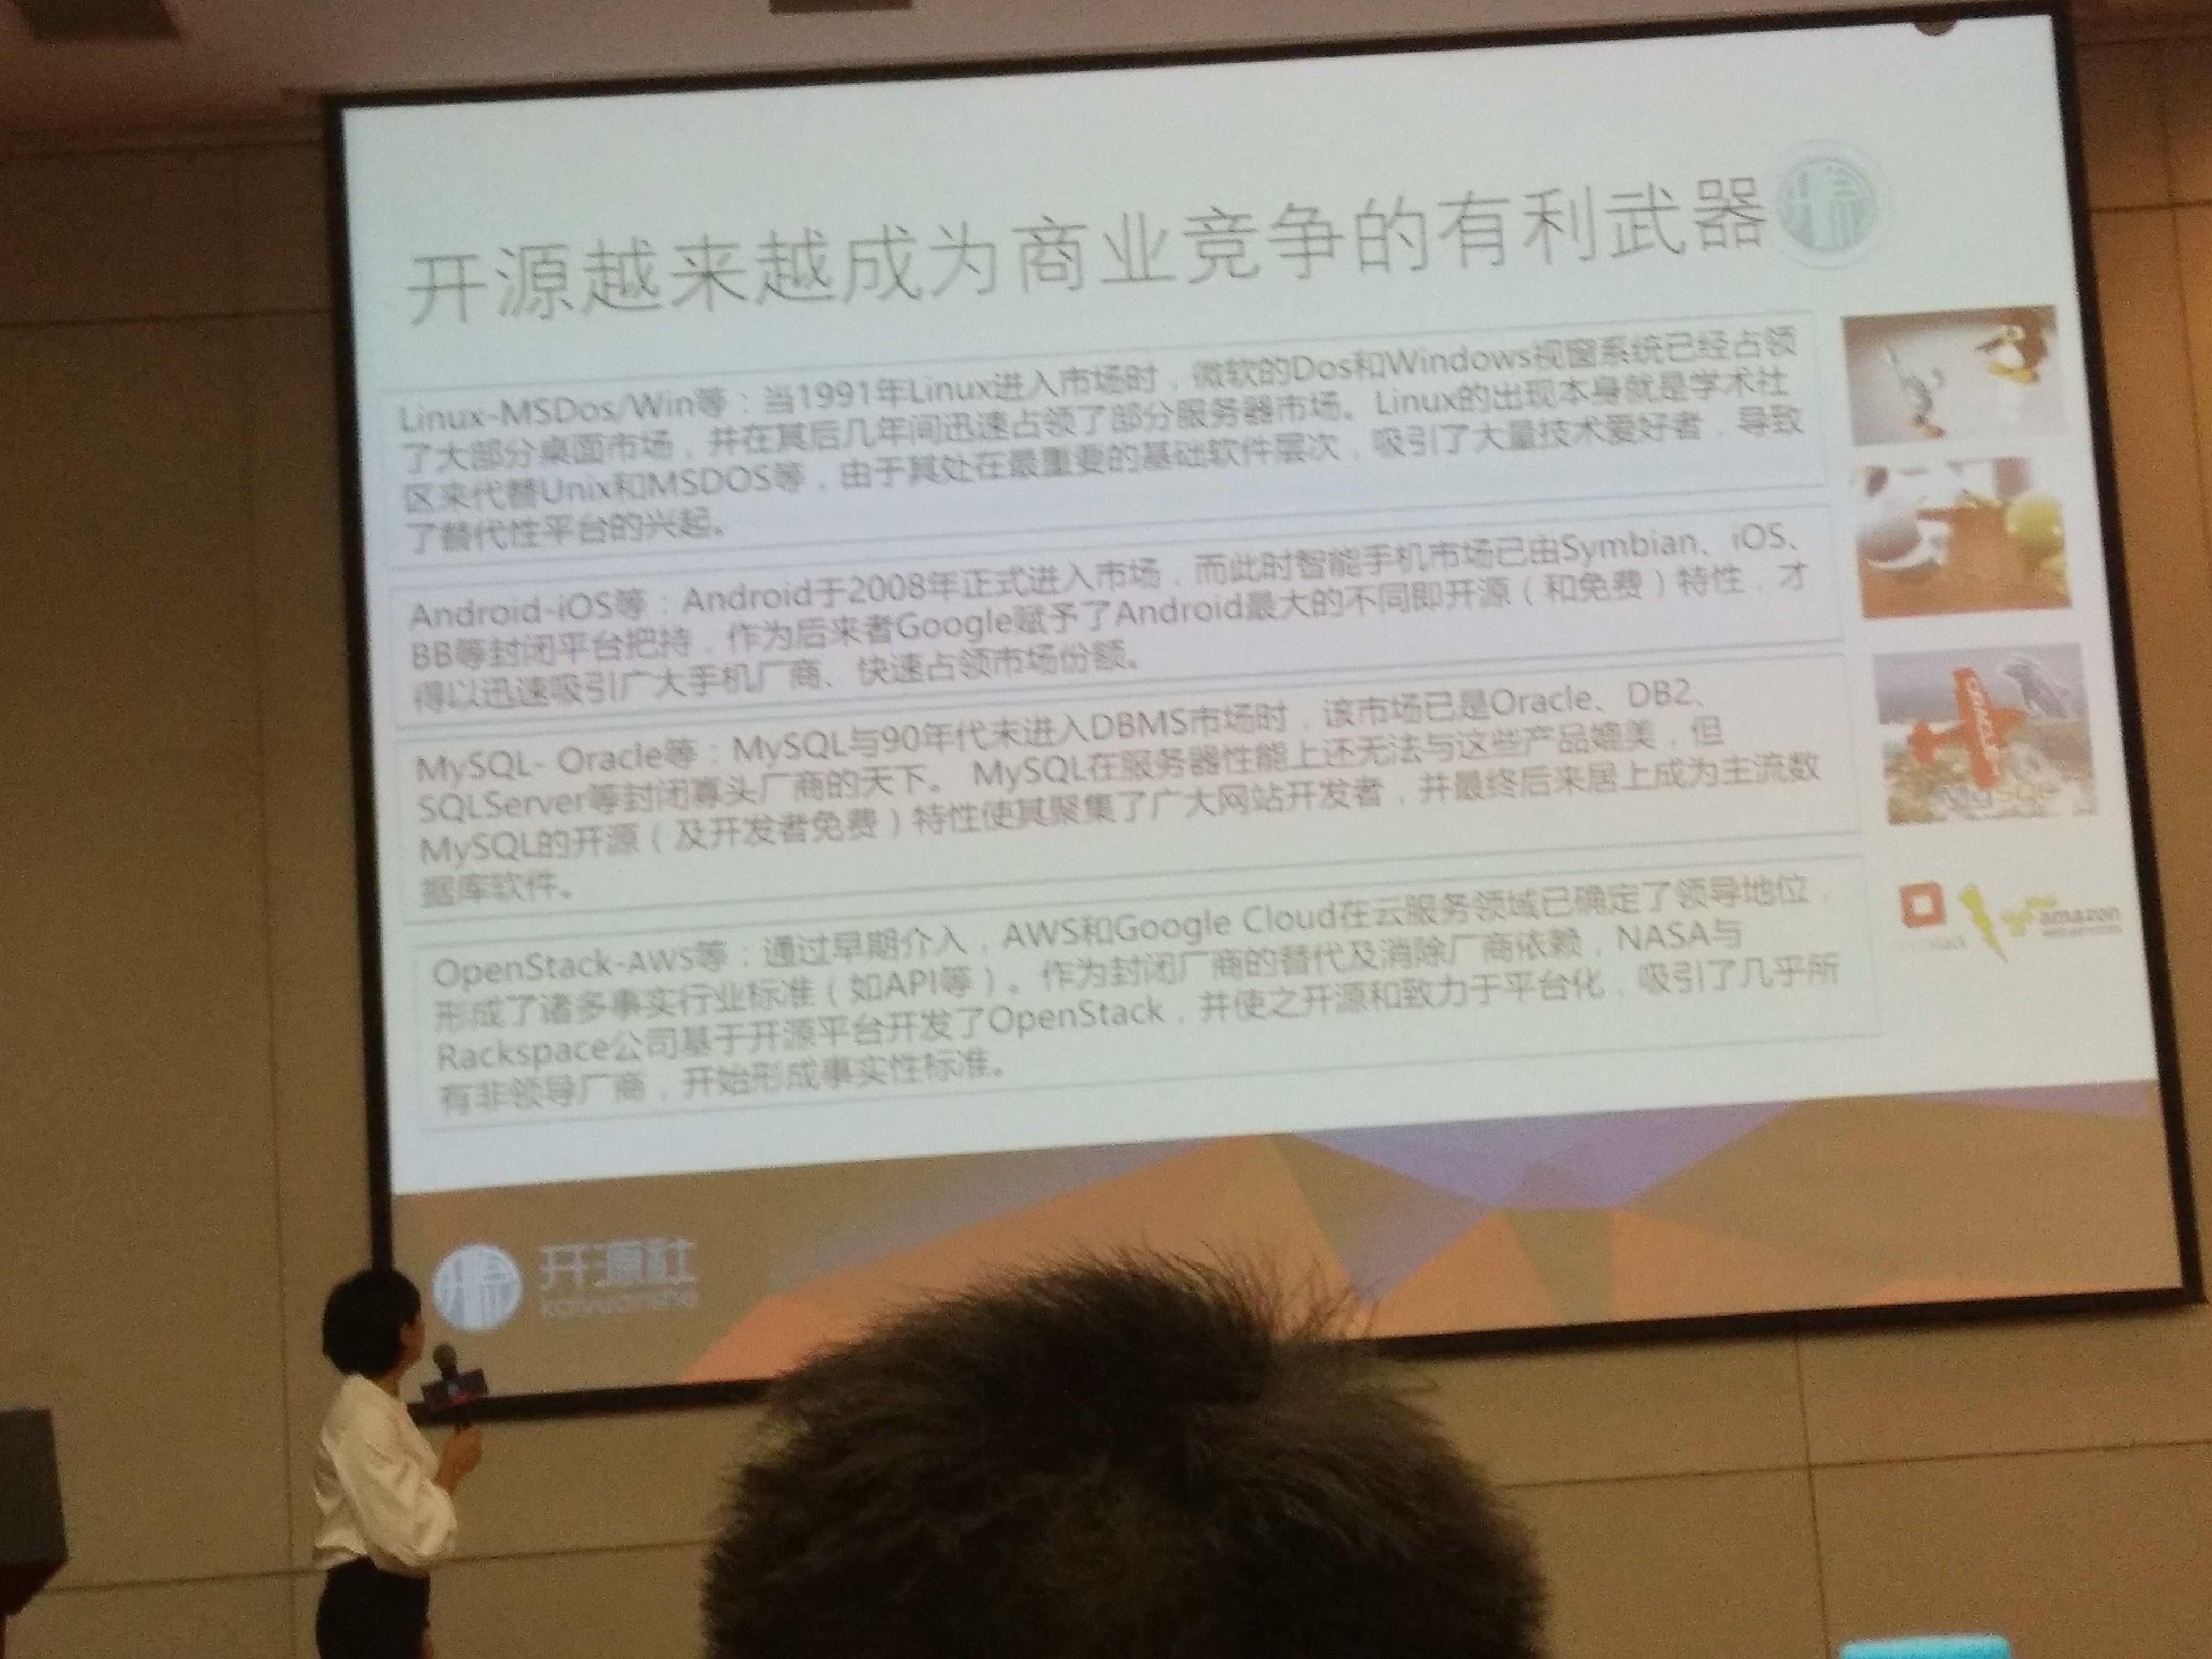 开源越来越成为商业竞争的有利武器
Linux-MSDos/Win等：当1991年Linux进入市场时，微软的Dos和Windows视窗系统已经占领
了大部分桌面市场，并在其后几年间迅速占领了部分服务器市场。Linux的出现本身就是学术社
区来代替Unix和MSDOS等，由于其处在最重要的基础软件层次，吸引了大量技术爱好者，导致
了替代性平台的兴起。
Android-iOS等：Android于2008年正式进入市场，而此时智能手机市场已由Symbian、iOS、
BB等封闭平台把持，作为后来者Google赋予了Android最大的不同即开源（和免费）特性，才
得以迅速吸引广大手机厂商、快速占领市场份额。
MySQL- Oracle等：MySQL与90年代末进入DBMS市场时，该市场已是Oracle、DB2、
SQLServer等封闭寡头厂商的天下。 MySQL在服务器性能上还无法与这些产品媲美，但
MySQL的开源（及开发者免费）特性使其聚集了广大网站开发者，并最终后来居上成为主流数
据库软件。
ORACLE
OpenStack-AWS等：通过早期介入，AWS和Google Cloud在云服务领域已确定了领导地位，
形成了诸多事实行业标准（如API等）。作为封闭厂商的替代及消除厂商依赖，NASA与
Rackspace公司基于开源平台开发了OpenStack，并使之开源和致力于平台化，吸引了几乎所
有非领导厂商，开始形成事实性标准。
amazon
开源社
kaiyuanshe